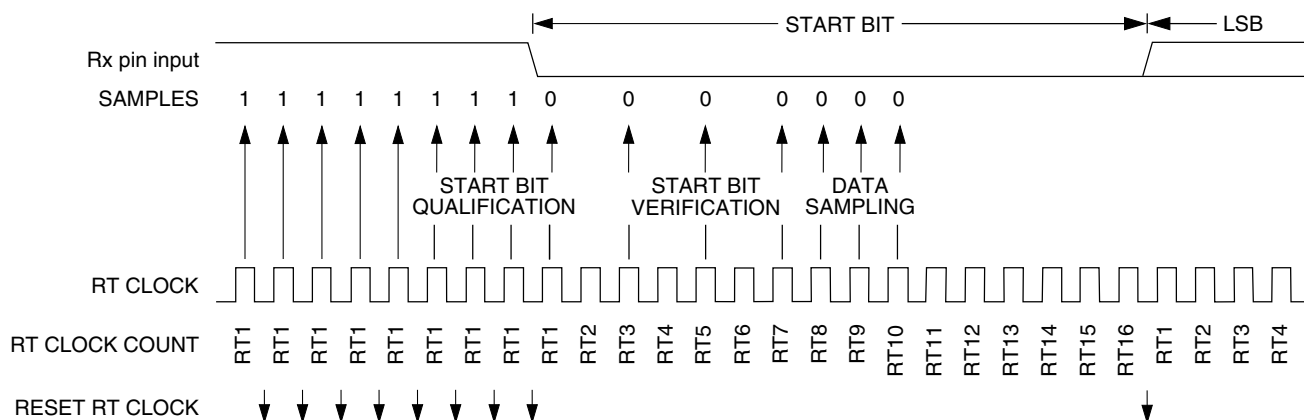 START BIT
LSB
Rx pin input
SAMPLES 1 1 1 1 1 1 1 1 0 0 0 0 0 0 0
START BIT QUALIFICATION
START BIT VERIFICATION
DATA SAMPLING
RT CLOCK
RT CLOCK COUNT RT1 RT1 RT1 RT1 RT1 RT1 RT1 RT1 RT1 RT2 RT3 RT4 RT5 RT6 RT7 RT8 RT9 RT10 RT11 RT12 RT13 RT14 RT15 RT16 RT1 RT2 RT3 RT4
RESET RT CLOCK